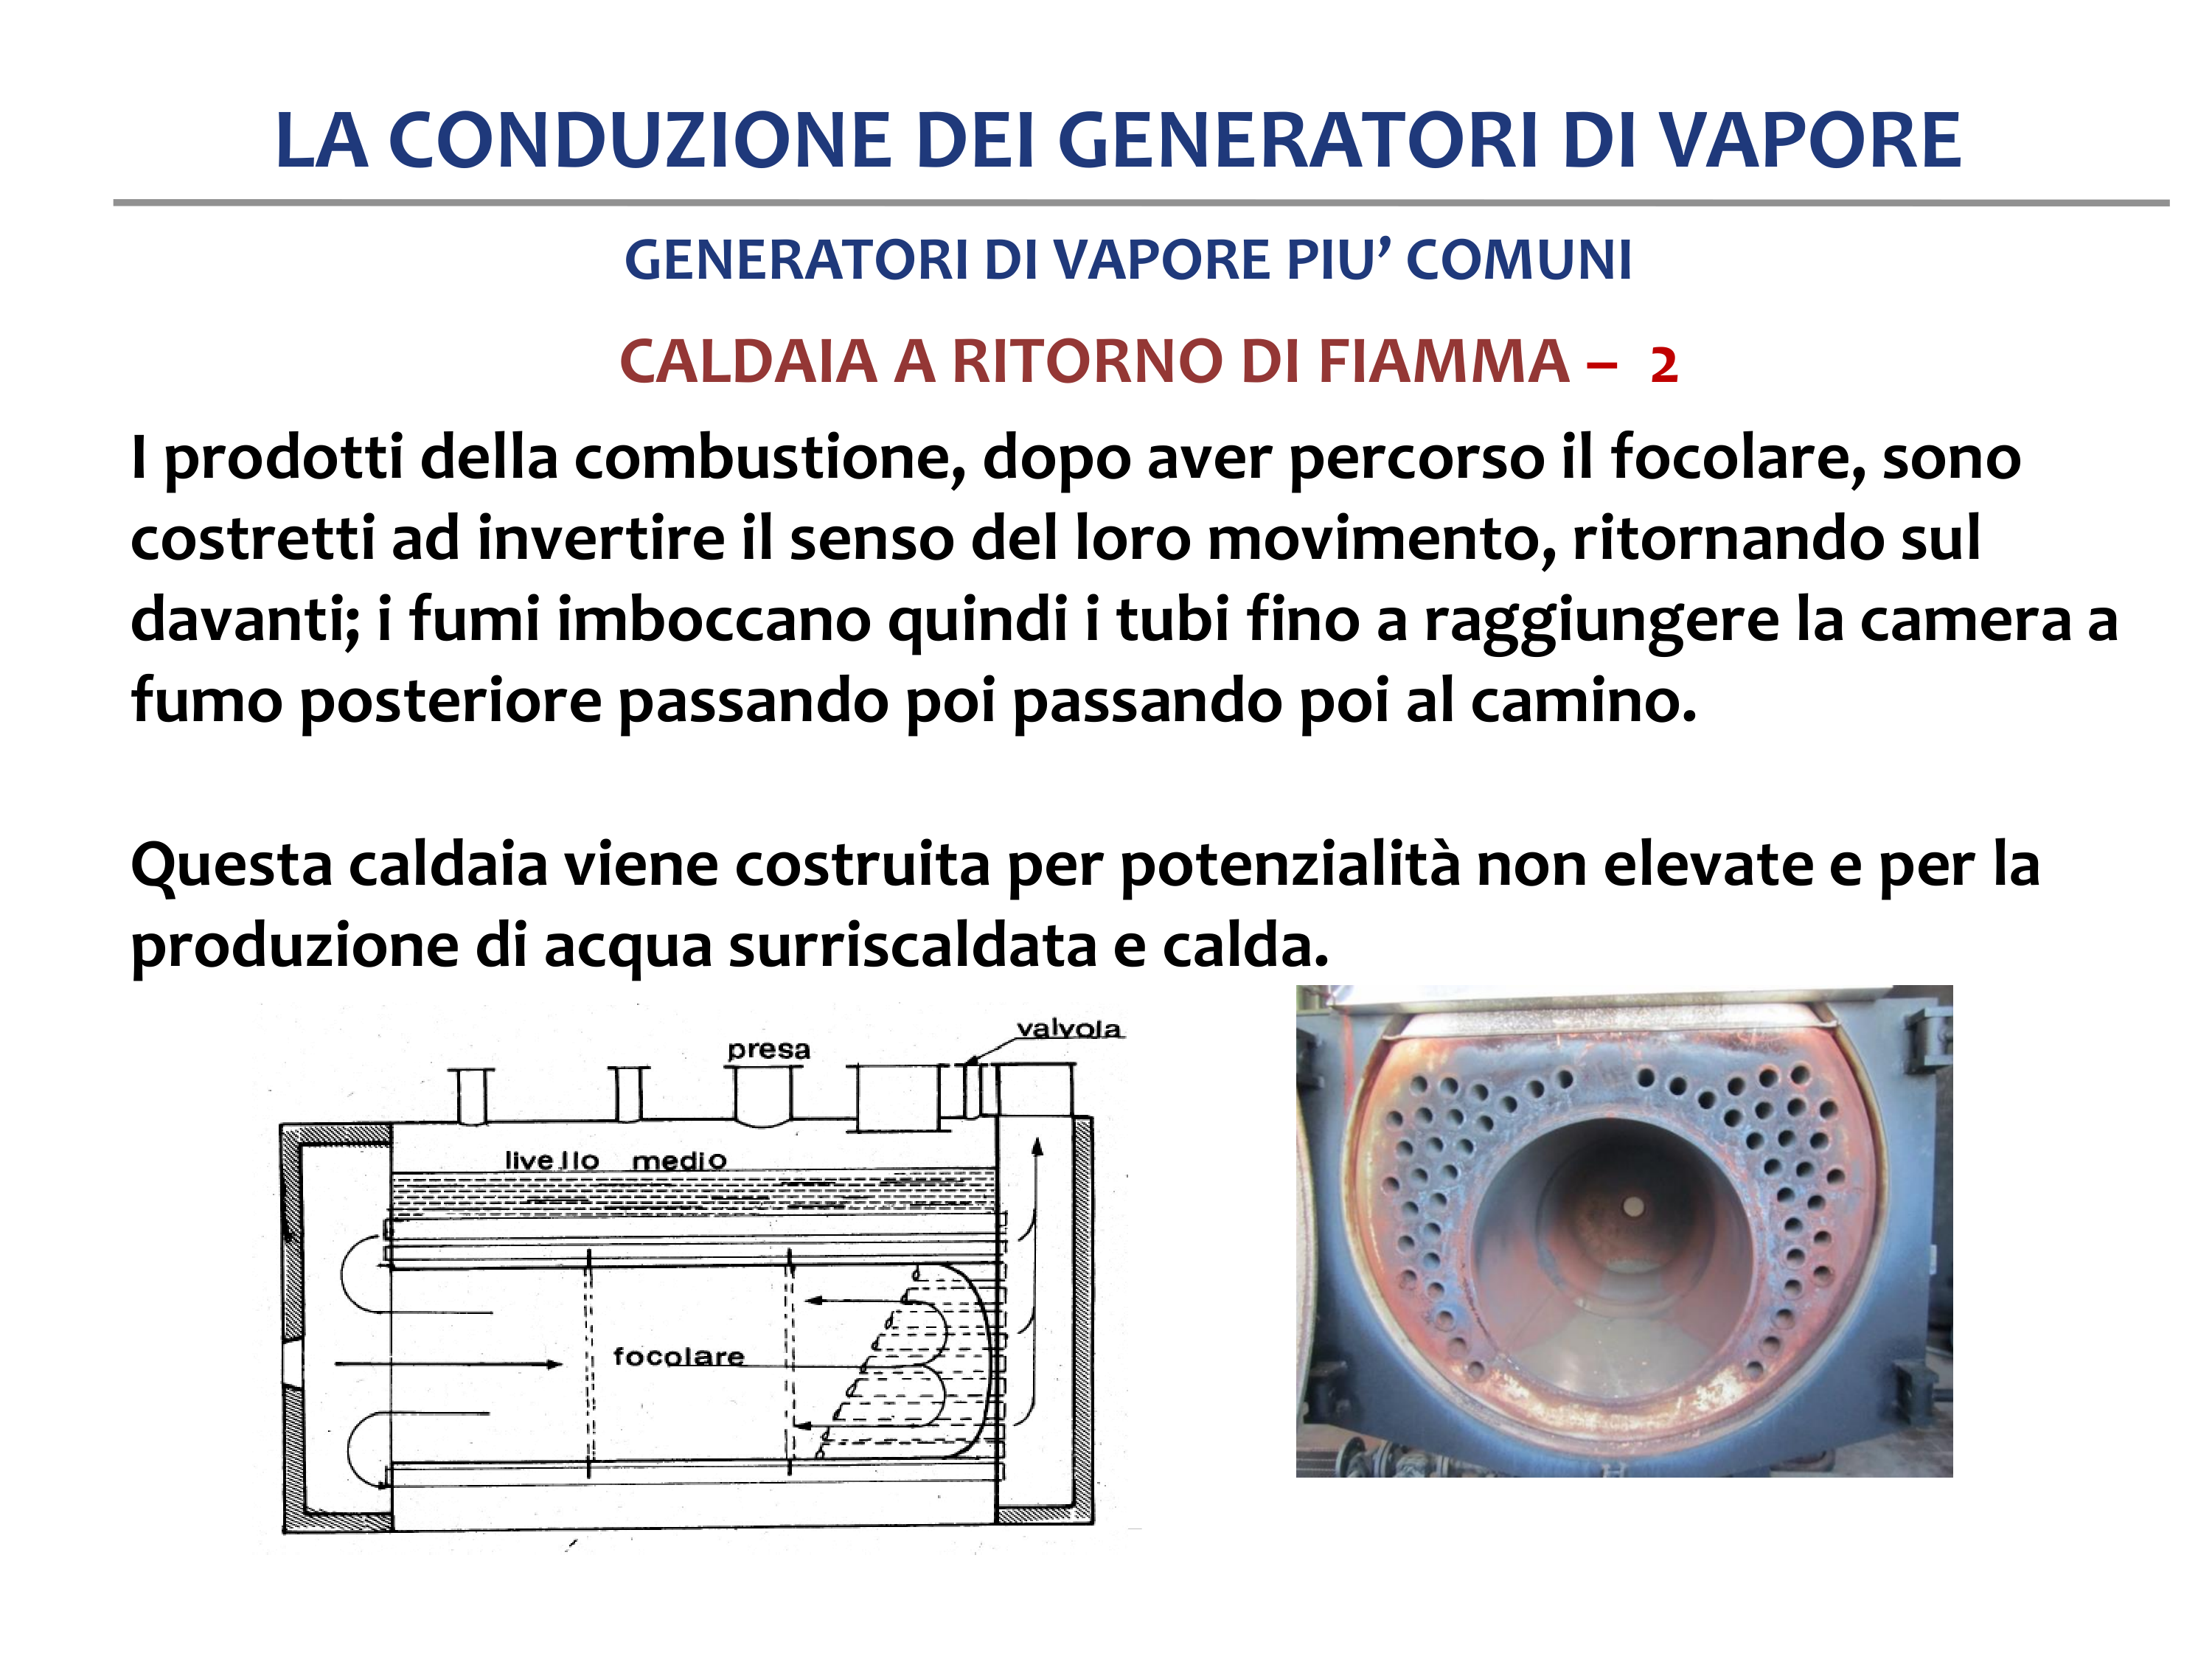 LA CONDUZIONE DEI GENERATORI DI VAPORE
GENERATORI DI VAPORE PIU’ COMUNI
CALDAIA A RITORNO DI FIAMMA – 2
I prodotti della combustione, dopo aver percorso il focolare, sono
costretti ad invertire il senso del loro movimento, ritornando sul
davanti; i fumi imboccano quindi i tubi fino a raggiungere la camera a
fumo posteriore passando poi passando poi al camino.
Questa caldaia viene costruita per potenzialità non elevate e per la
produzione di acqua surriscaldata e calda.
valvola
presa
livello medio
focolare